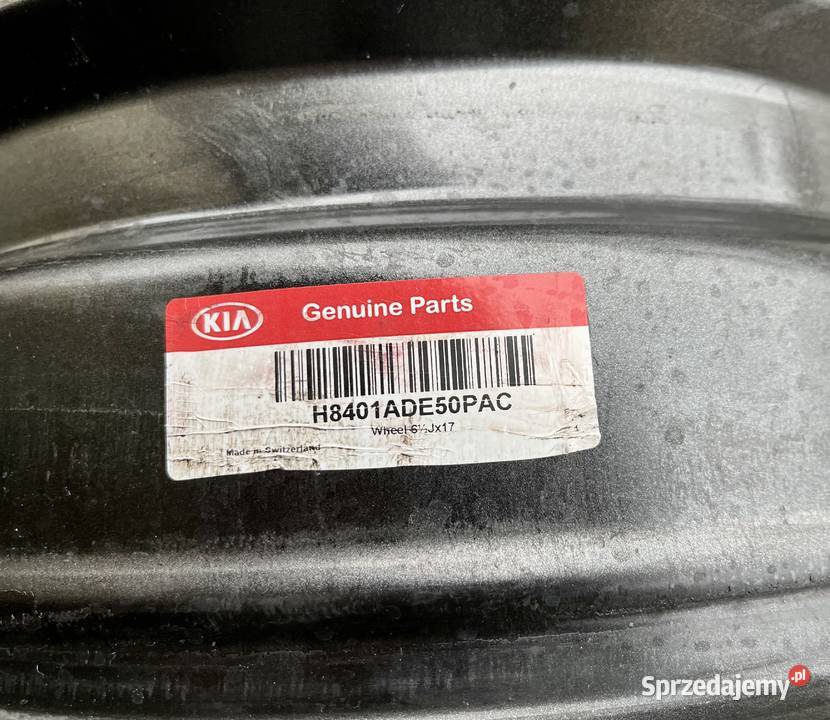 KIA Genuine Parts
H8401ADE50PAC
Wheel 6½Jx17
Made in Switzerland
Sprzedajemy.pl